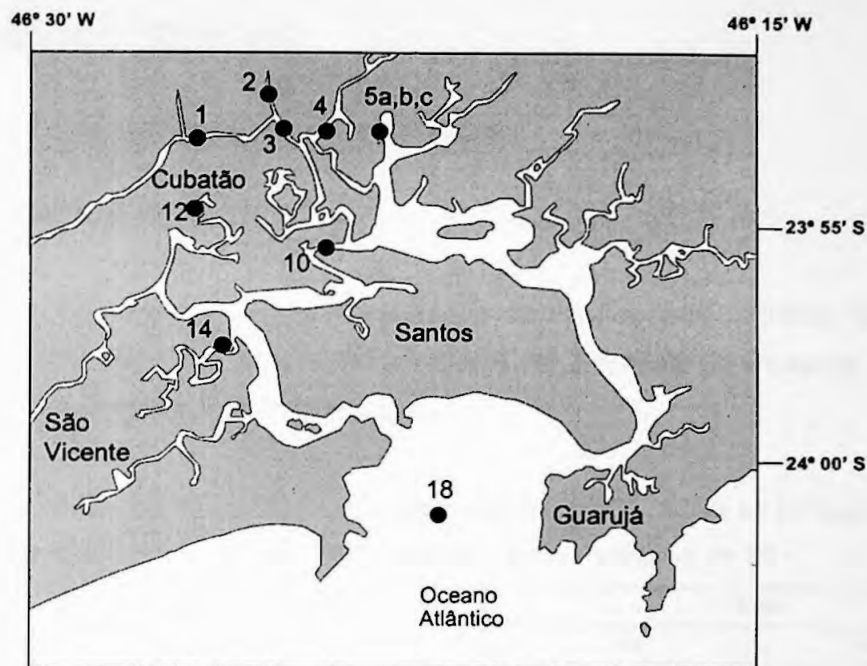 46° 30' W
46° 15' W
2
1
3
4
5a,b,c
Cubatão
12
23° 55' S
10
Santos
14
São
Vicente
24° 00' S
18
Guarujá
Oceano
Atlântico